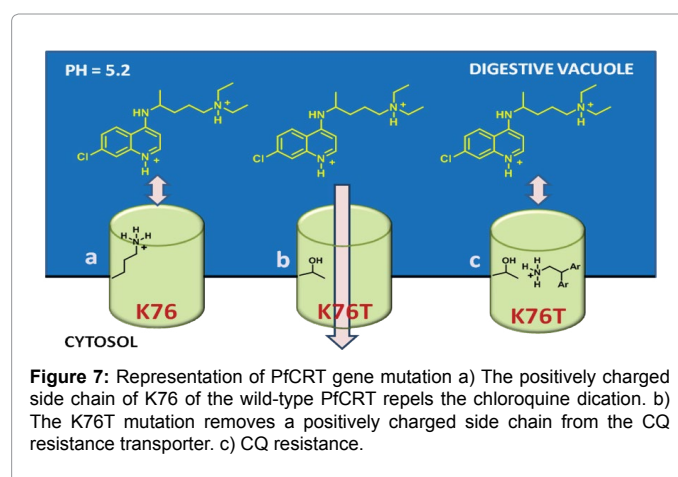 PH = 5.2
DIGESTIVE VACUOLE
HN
N
+
H
Cl
N
+
H
HN
N
+
H
Cl
N
+
H
HN
N
+
H
Cl
N
+
H
a
H
H N H
+
K76
b
OH
K76T
c
OH
H
H N
+
H
Ar
Ar
K76T
CYTOSOL
Figure 7: Representation of PfCRT gene mutation a) The positively charged
side chain of K76 of the wild-type PfCRT repels the chloroquine dication. b)
The K76T mutation removes a positively charged side chain from the CQ
resistance transporter. c) CQ resistance.